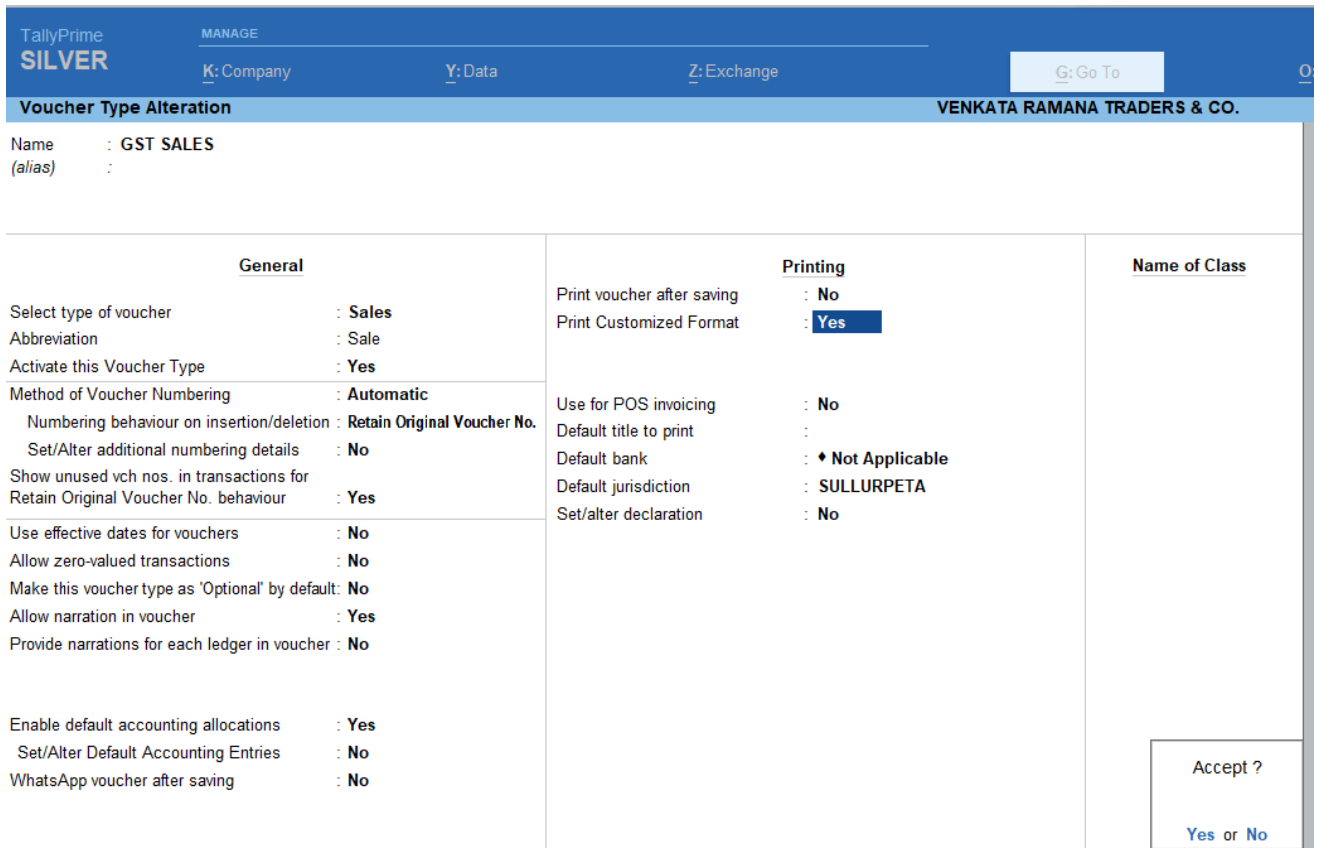 TallyPrime
SILVER
MANAGE
K: Company
Y: Data
Z: Exchange
G: Go To
O:
Voucher Type Alteration
VENKATA RAMANA TRADERS & CO.
Name : GST SALES
(alias) :
General
Select type of voucher : Sales
Abbreviation : Sale
Activate this Voucher Type : Yes
Method of Voucher Numbering : Automatic
Numbering behaviour on insertion/deletion : Retain Original Voucher No.
Set/Alter additional numbering details : No
Show unused vch nos. in transactions for
Retain Original Voucher No. behaviour : Yes
Use effective dates for vouchers : No
Allow zero-valued transactions : No
Make this voucher type as 'Optional' by default: No
Allow narration in voucher : Yes
Provide narrations for each ledger in voucher : No
Enable default accounting allocations : Yes
Set/Alter Default Accounting Entries : No
WhatsApp voucher after saving : No
Printing
Print voucher after saving : No
Print Customized Format : Yes
Use for POS invoicing : No
Default title to print :
Default bank : ♦ Not Applicable
Default jurisdiction : SULLURPETA
Set/alter declaration : No
Name of Class
Accept ?
Yes or No